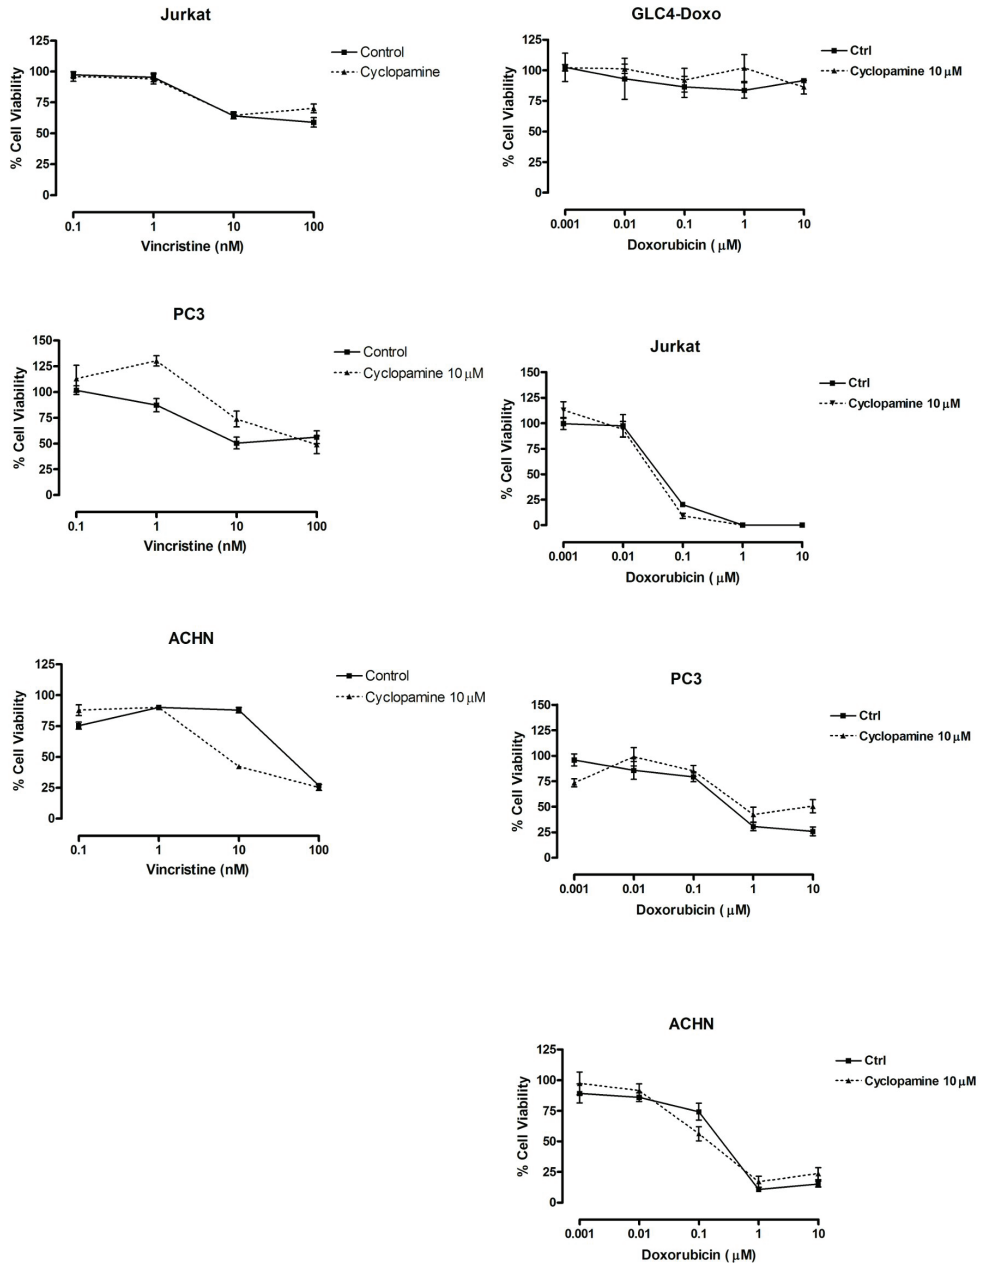 Jurkat
125
100
75
50
25
0
% Cell Viability
0.1 1 10 100
Vincristine (nM)
Control
Cyclopamine
GLC4-Doxo
125
100
75
50
25
0
% Cell Viability
0.001 0.01 0.1 1 10
Doxorubicin ( µM)
Ctrl
Cyclopamine 10 µM
PC3
150
125
100
75
50
25
0
% Cell Viability
0.1 1 10 100
Vincristine (nM)
Control
Cyclopamine 10 µM
Jurkat
150
125
100
75
50
25
0
% Cell Viability
0.001 0.01 0.1 1 10
Doxorubicin ( µM)
Ctrl
Cyclopamine 10 µM
ACHN
125
100
75
50
25
0
% Cell Viability
0.1 1 10 100
Vincristine (nM)
Control
Cyclopamine 10 µM
PC3
150
125
100
75
50
25
0
% Cell Viability
0.001 0.01 0.1 1 10
Doxorubicin ( µM)
Ctrl
Cyclopamine 10 µM
ACHN
125
100
75
50
25
0
% Cell Viability
0.001 0.01 0.1 1 10
Doxorubicin ( µM)
Ctrl
Cyclopamine 10 µM